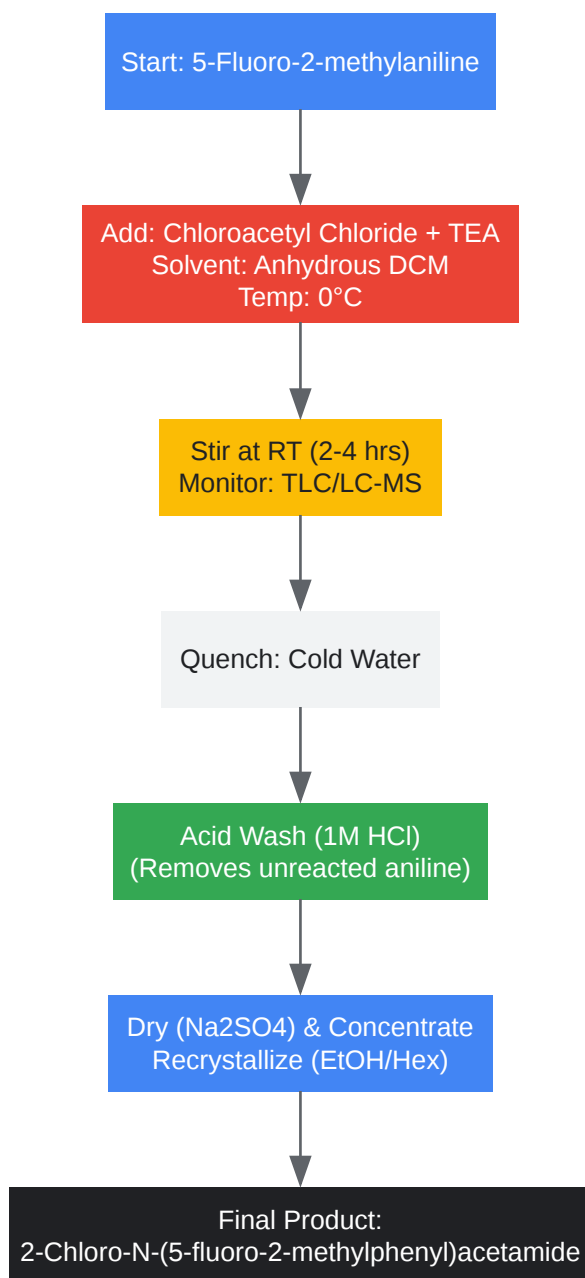 Start: 5-Fluoro-2-methylaniline
Add: Chloroacetyl Chloride + TEA
Solvent: Anhydrous DCM
Temp: 0°C
Stir at RT (2-4 hrs)
Monitor: TLC/LC-MS
Quench: Cold Water
Acid Wash (1M HCl)
(Removes unreacted aniline)
Dry (Na2SO4) & Concentrate
Recrystallize (EtOH/Hex)
Final Product:
2-Chloro-N-(5-fluoro-2-methylphenyl)acetamide